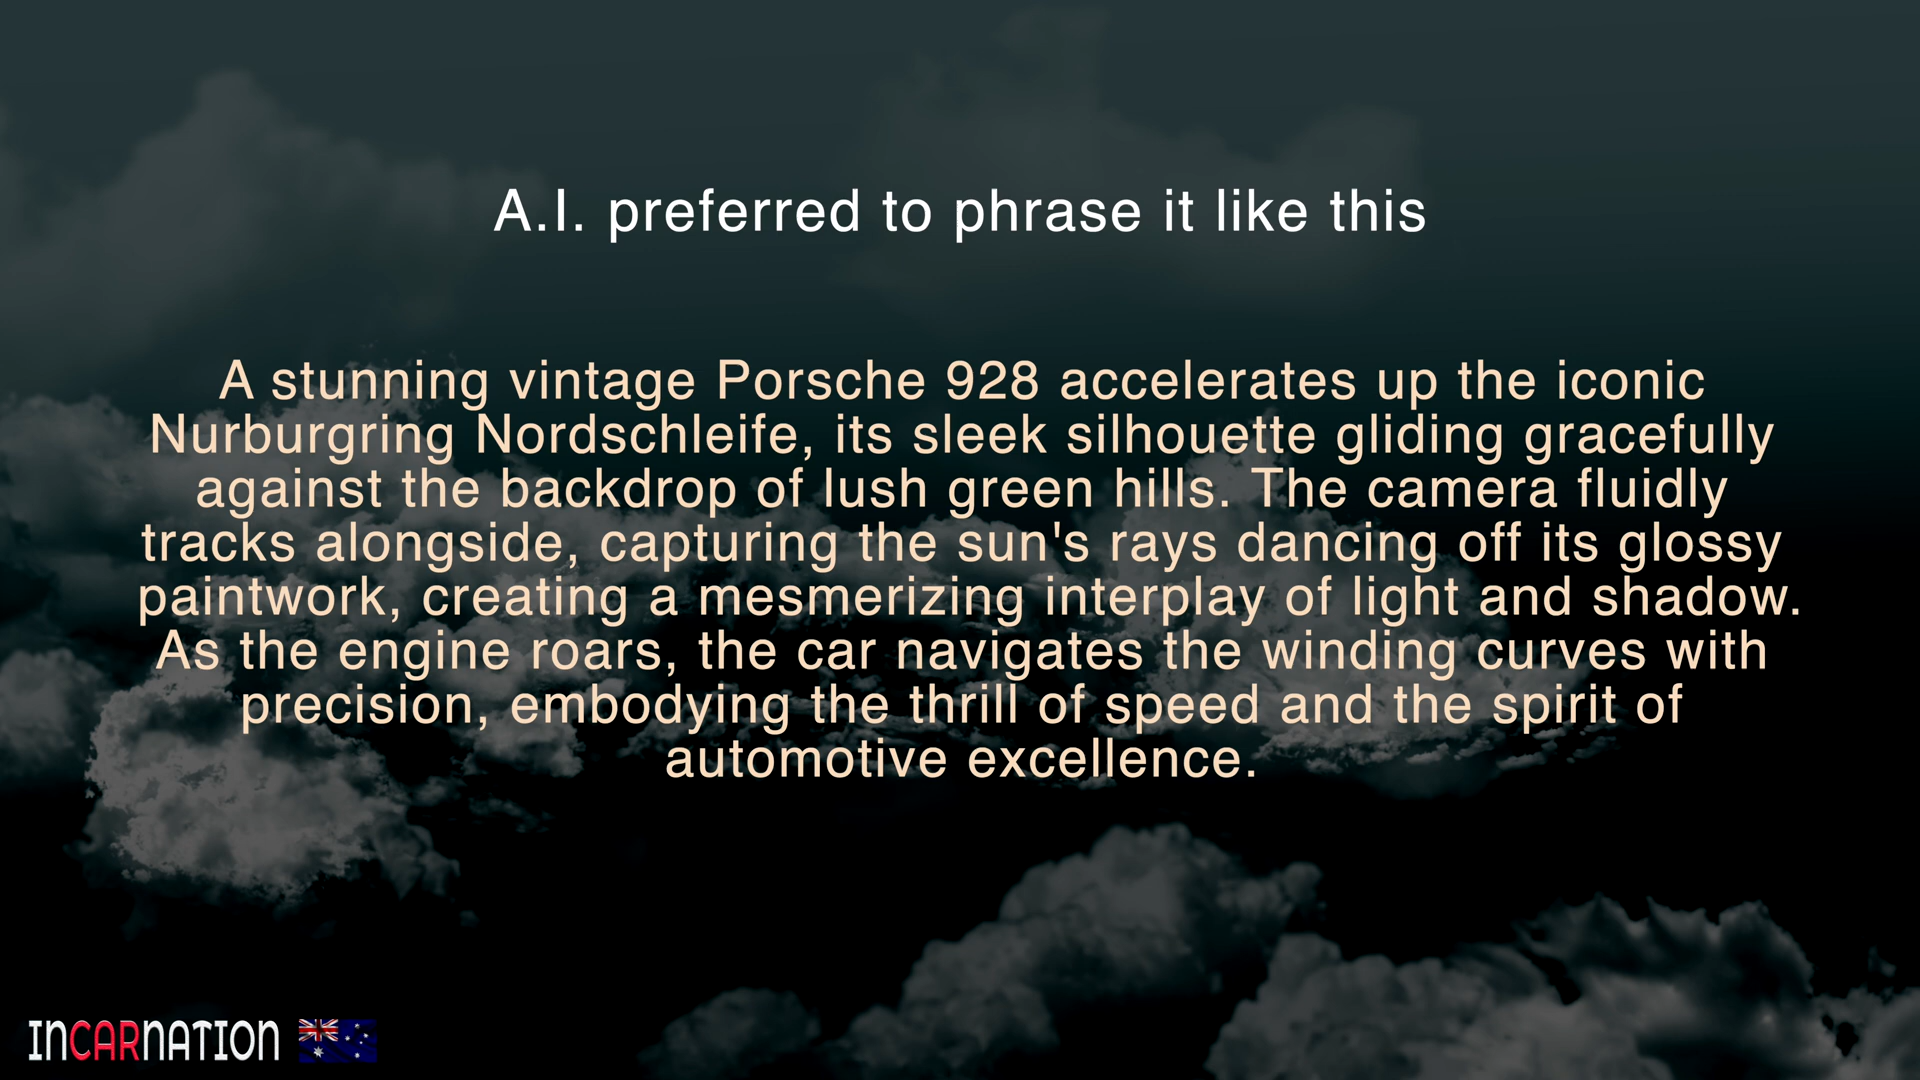 A.I. preferred to phrase it like this
A stunning vintage Porsche 928 accelerates up the iconic
Nurburgring Nordschleife, its sleek silhouette gliding gracefully
against the backdrop of lush green hills. The camera fluidly
tracks alongside, capturing the sun's rays dancing off its glossy
paintwork, creating a mesmerizing interplay of light and shadow.
As the engine roars, the car navigates the winding curves with
precision, embodying the thrill of speed and the spirit of
automotive excellence.
INCARNATION